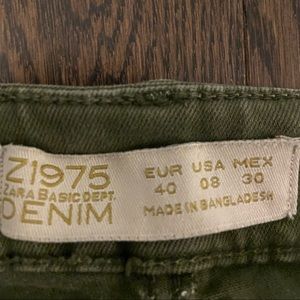 Z1975
ZARA BASIC DEPT.
DENIM
EUR USA MEX
40 08 30
MADE IN BANGLADESH